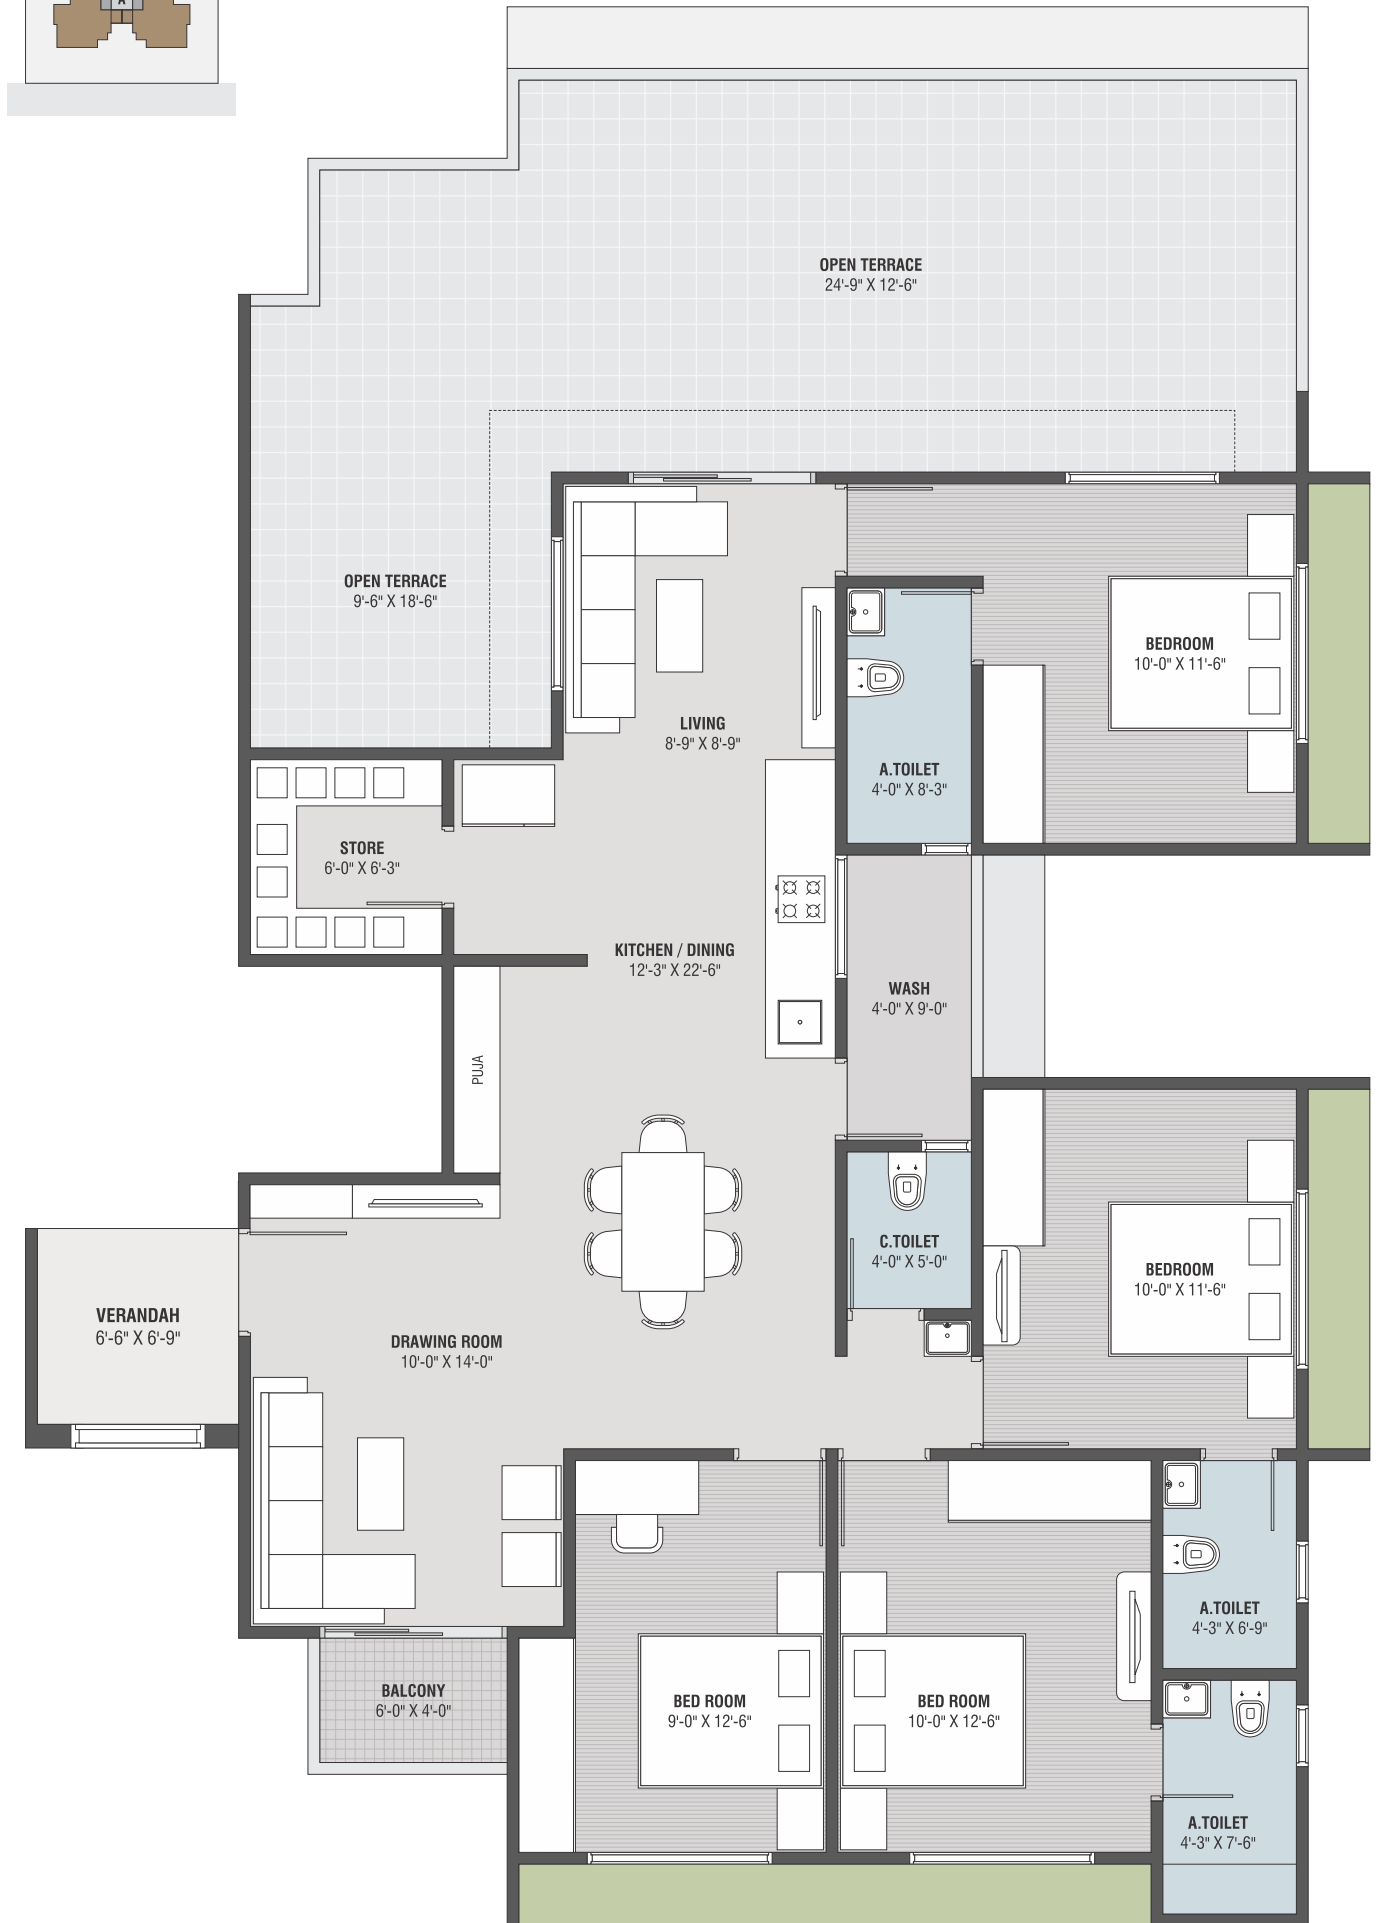 A
OPEN TERRACE
24'-9" X 12'-6"
OPEN TERRACE
9'-6" X 18'-6"
BEDROOM
10'-0" X 11'-6"
LIVING
8'-9" X 8'-9"
A.TOILET
4'-0" X 8'-3"
STORE
6'-0" X 6'-3"
KITCHEN / DINING
12'-3" X 22'-6"
WASH
4'-0" X 9'-0"
PUJA
C.TOILET
4'-0" X 5'-0"
BEDROOM
10'-0" X 11'-6"
VERANDAH
6'-6" X 6'-9"
DRAWING ROOM
10'-0" X 14'-0"
A.TOILET
4'-3" X 6'-9"
BALCONY
6'-0" X 4'-0"
BED ROOM
9'-0" X 12'-6"
BED ROOM
10'-0" X 12'-6"
A.TOILET
4'-3" X 7'-6"